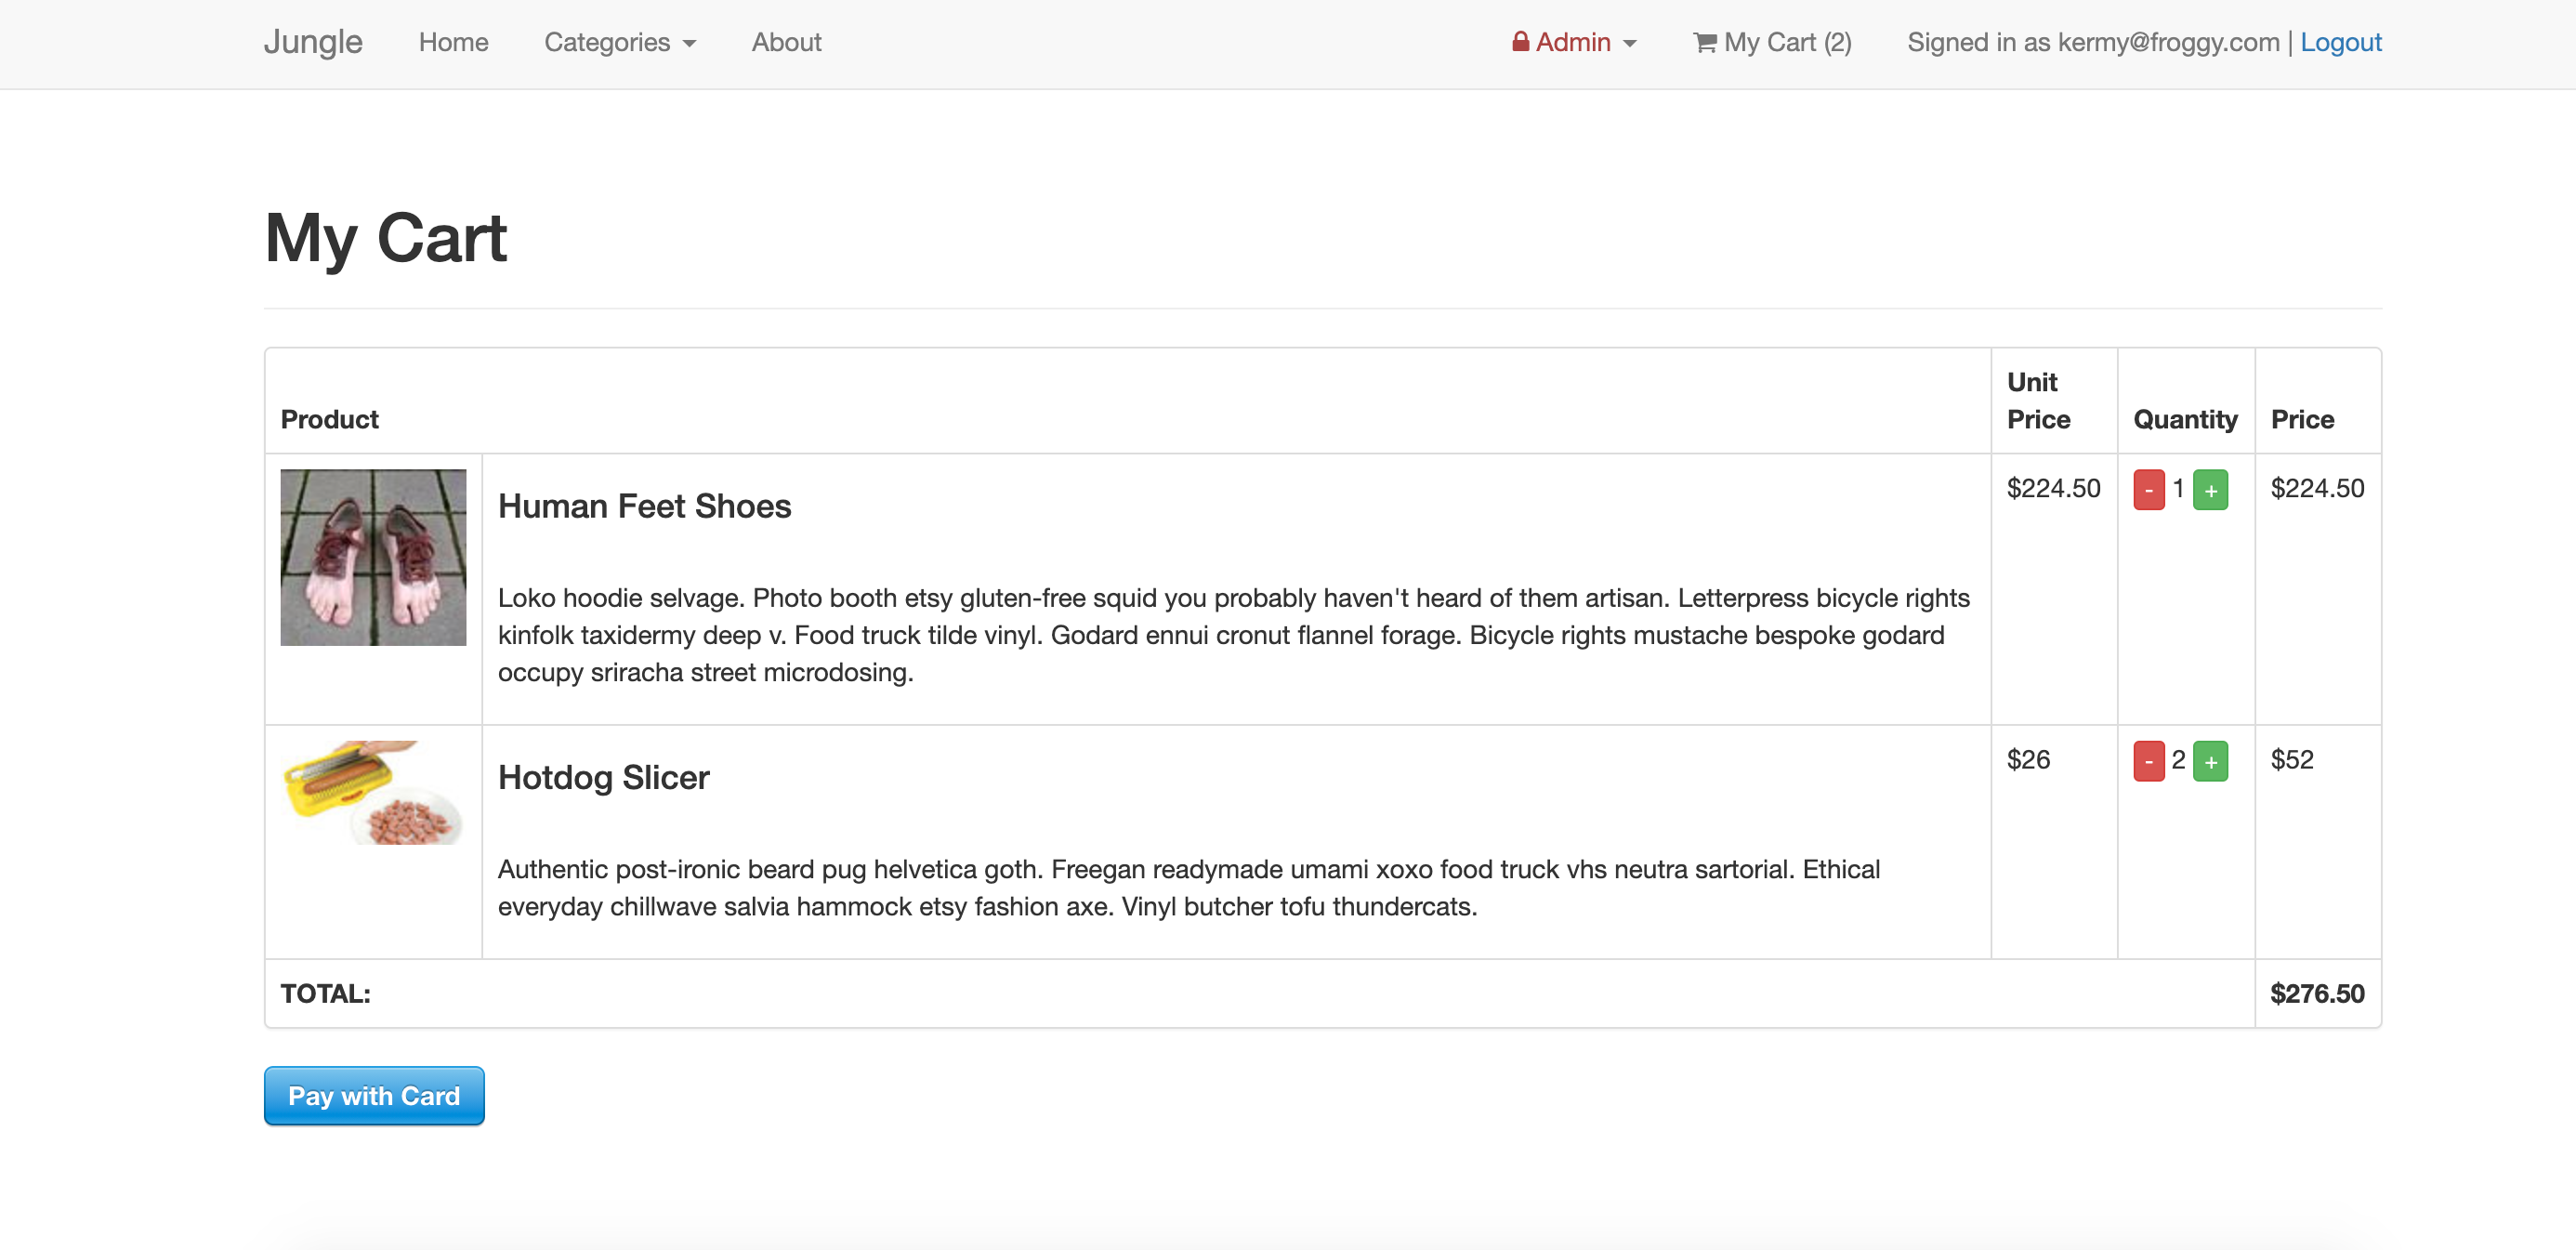 Jungle Home Categories About Admin My Cart (2) Signed in as kermy@froggy.com | Logout
My Cart
Product Unit Price Quantity Price
Human Feet Shoes $224.50 - 1 + $224.50
Loko hoodie selvage. Photo booth etsy gluten-free squid you probably haven't heard of them artisan. Letterpress bicycle rights
kinfolk taxidermy deep v. Food truck tilde vinyl. Godard ennui cronut flannel forage. Bicycle rights mustache bespoke godard
occupy sriracha street microdosing.
Hotdog Slicer $26 - 2 + $52
Authentic post-ironic beard pug helvetica goth. Freegan readymade umami xoxo food truck vhs neutra sartorial. Ethical
everyday chillwave salvia hammock etsy fashion axe. Vinyl butcher tofu thundercats.
TOTAL: $276.50
Pay with Card